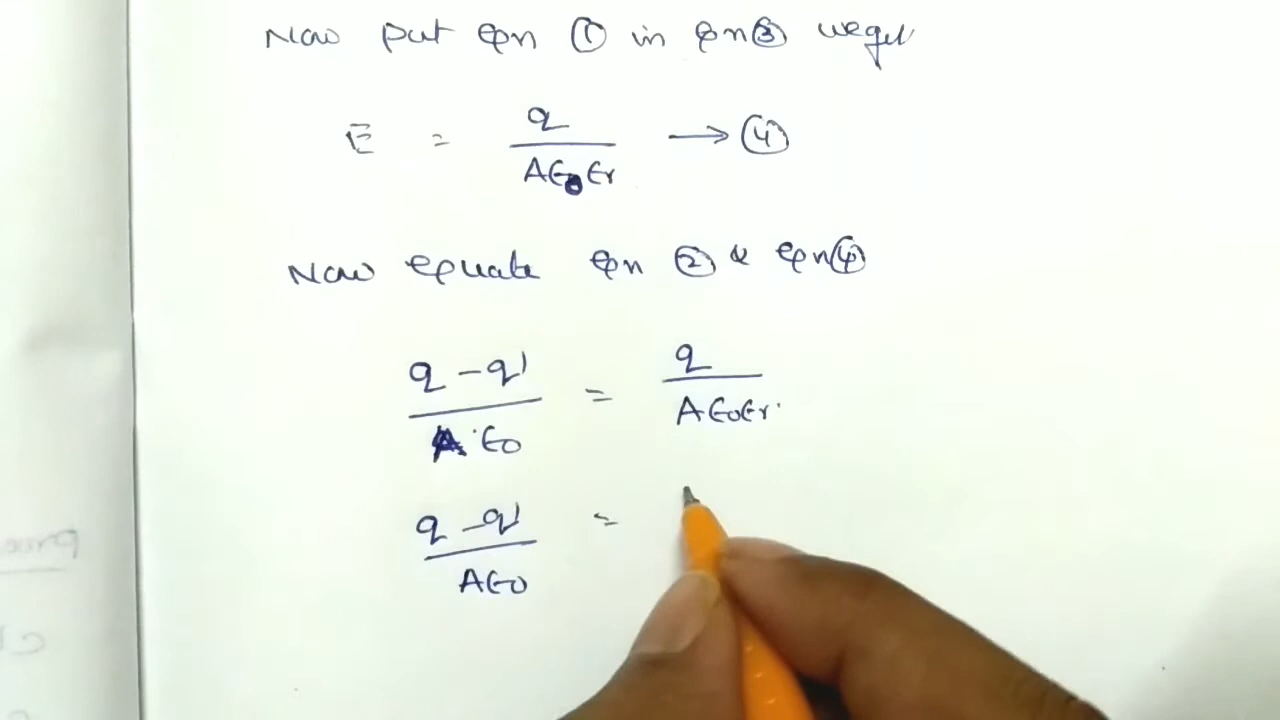 Now put eqn ① in eqn ③ we get
E = q / Aϵ₀ϵr → ④
Now equate eqn ② & eqn ④
q - q' / A·ϵ₀ = q / Aϵ₀ϵr.
q - q' / Aϵ₀ =